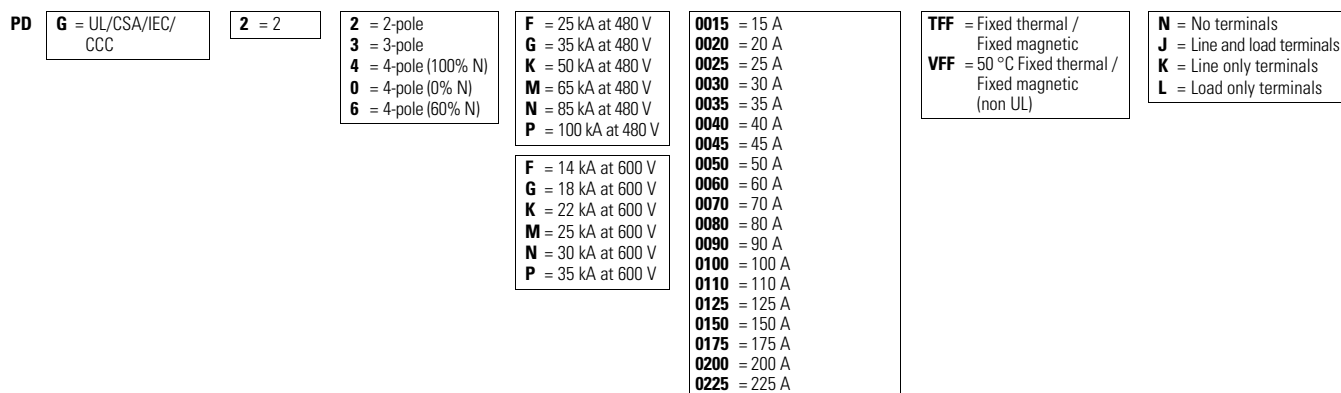 PD
G = UL/CSA/IEC/
CCC
2 = 2
2 = 2-pole
3 = 3-pole
4 = 4-pole (100% N)
0 = 4-pole (0% N)
6 = 4-pole (60% N)
F = 25 kA at 480 V
G = 35 kA at 480 V
K = 50 kA at 480 V
M = 65 kA at 480 V
N = 85 kA at 480 V
P = 100 kA at 480 V
F = 14 kA at 600 V
G = 18 kA at 600 V
K = 22 kA at 600 V
M = 25 kA at 600 V
N = 30 kA at 600 V
P = 35 kA at 600 V
0015 = 15 A
0020 = 20 A
0025 = 25 A
0030 = 30 A
0035 = 35 A
0040 = 40 A
0045 = 45 A
0050 = 50 A
0060 = 60 A
0070 = 70 A
0080 = 80 A
0090 = 90 A
0100 = 100 A
0110 = 110 A
0125 = 125 A
0150 = 150 A
0175 = 175 A
0200 = 200 A
0225 = 225 A
TFF = Fixed thermal /
Fixed magnetic
VFF = 50 °C Fixed thermal /
Fixed magnetic
(non UL)
N = No terminals
J = Line and load terminals
K = Line only terminals
L = Load only terminals